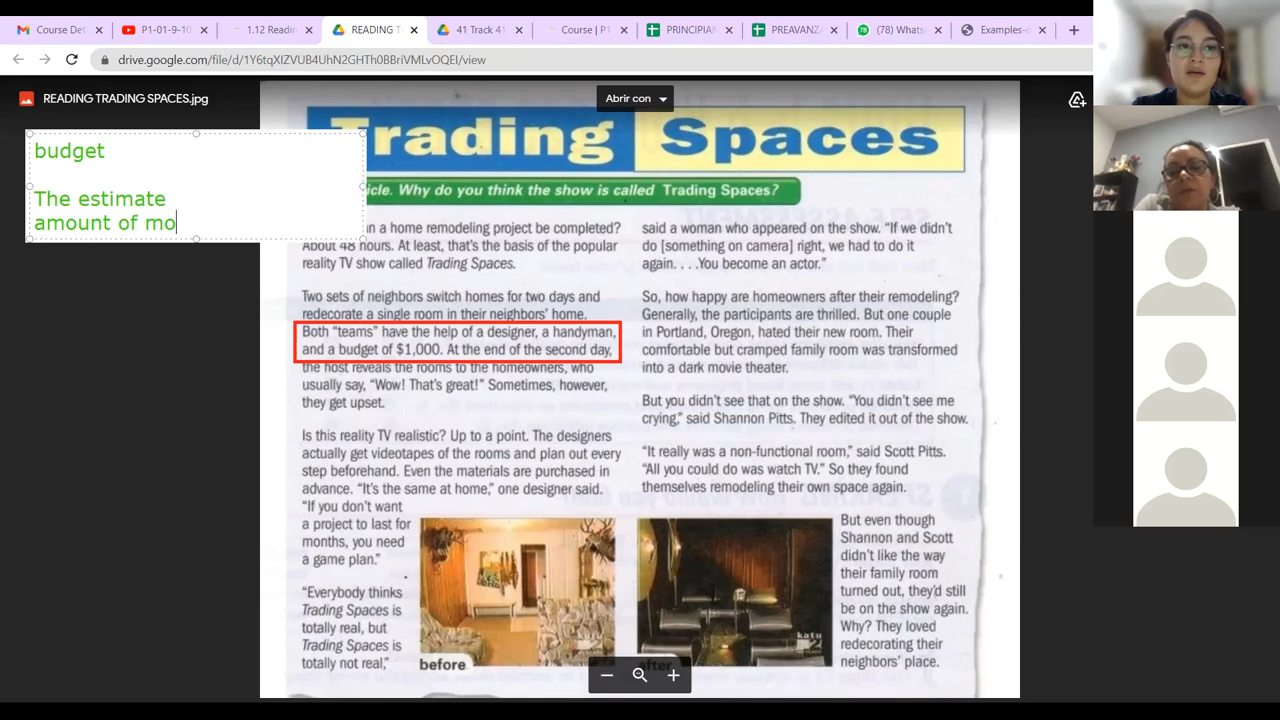 Course Det
P1-01-9-10
1.12 Readin
READING T
41 Track 41
Course | P1
PRINCIPIAN
PREAVANZA
(78) Whats
Examples-o
drive.google.com/file/d/1Y6tqXIZVUB4UhN2GHTh0BBriVMLvOQEI/view
READING TRADING SPACES.jpg
Abrir con
budget
The estimate
amount of mo
Trading Spaces
icle. Why do you think the show is called Trading Spaces?
n a home remodeling project be completed?
About 48 hours. At least, that's the basis of the popular
reality TV show called Trading Spaces.
Two sets of neighbors switch homes for two days and
redecorate a single room in their neighbors' home.
Both "teams" have the help of a designer, a handyman,
and a budget of $1,000. At the end of the second day,
the host reveals the rooms to the homeowners, who
usually say, "Wow! That's great!" Sometimes, however,
they get upset.
Is this reality TV realistic? Up to a point. The designers
actually get videotapes of the rooms and plan out every
step beforehand. Even the materials are purchased in
advance. "It's the same at home," one designer said.
"If you don't want
a project to last for
months, you need
a game plan."
"Everybody thinks
Trading Spaces is
totally real, but
Trading Spaces is
totally not real,"
said a woman who appeared on the show. "If we didn't
do [something on camera] right, we had to do it
again. . . .You become an actor."
So, how happy are homeowners after their remodeling?
Generally, the participants are thrilled. But one couple
in Portland, Oregon, hated their new room. Their
comfortable but cramped family room was transformed
into a dark movie theater.
But you didn't see that on the show. "You didn't see me
crying," said Shannon Pitts. They edited it out of the show.
"It really was a non-functional room," said Scott Pitts.
"All you could do was watch TV." So they found
themselves remodeling their own space again.
But even though
Shannon and Scott
didn't like the way
their family room
turned out, they'd still
be on the show again.
Why? They loved
redecorating their
neighbors' place.
before
after
katu